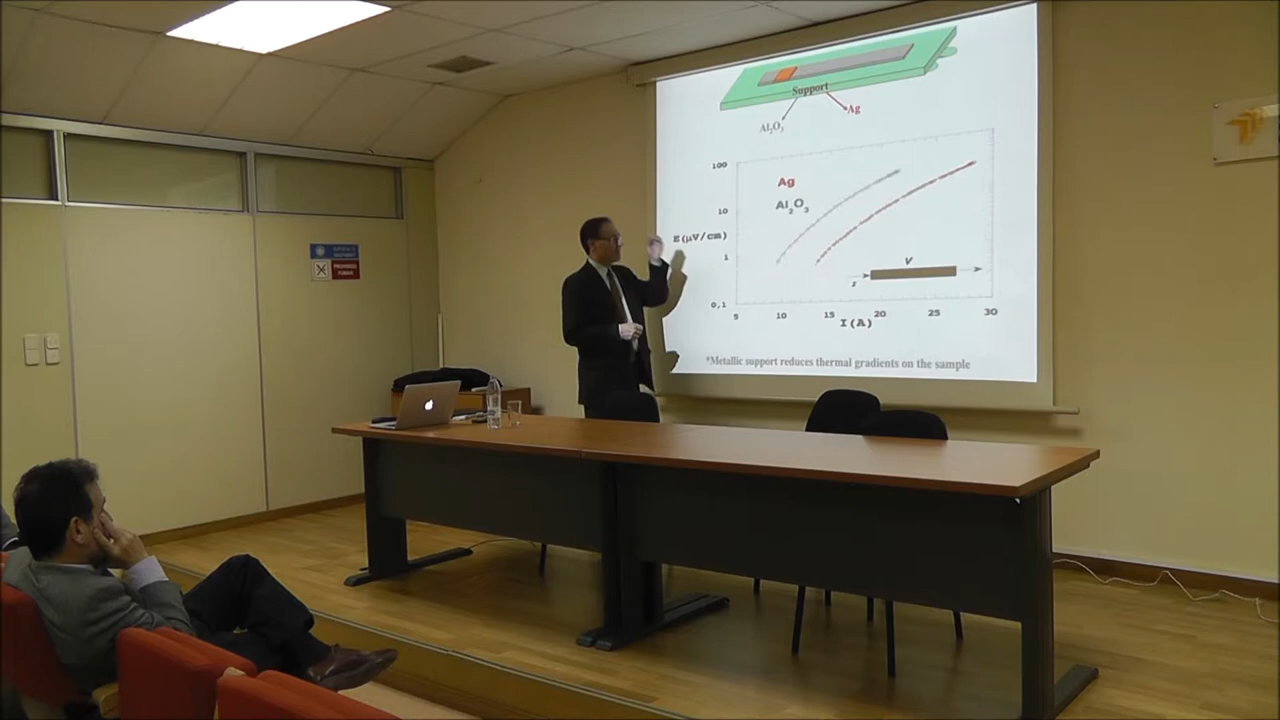 Support
Ag
Al₂O₃
100
Ag
Al₂O₃
10
E(µV/cm)
1
V
I
0,1
5 10 15 20 25 30
I(A)
*Metallic support reduces thermal gradients on the sample